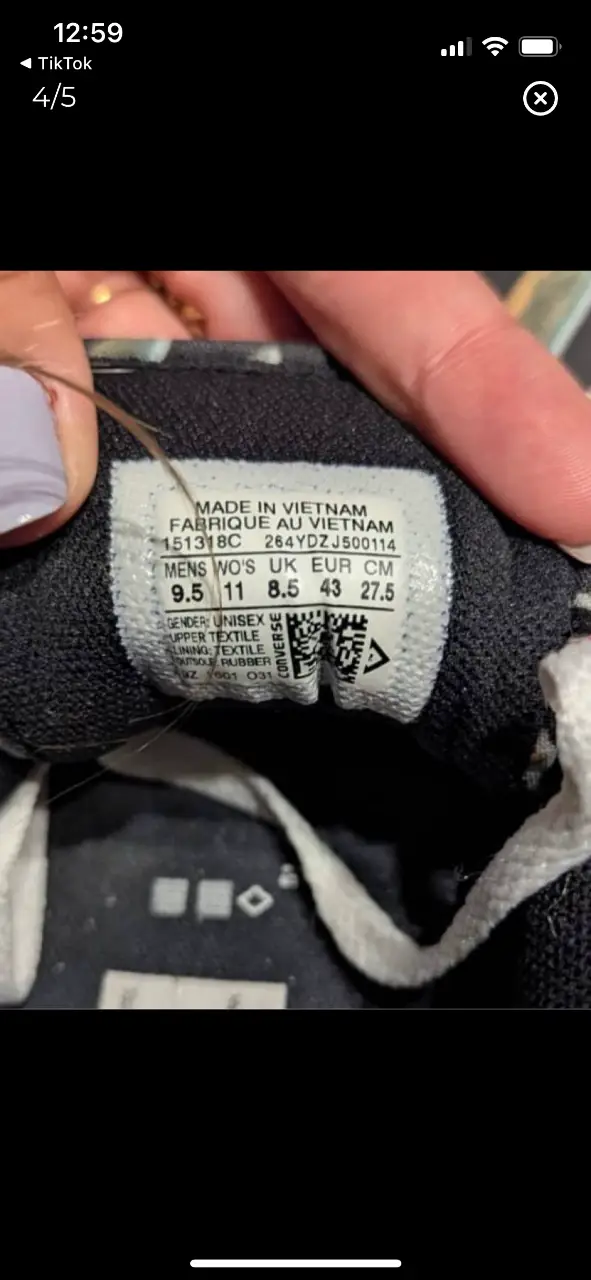 12:59
◀ TikTok
4/5
MADE IN VIETNAM
FABRIQUE AU VIETNAM
151318C 264YDZJ500114
MENS WO'S UK EUR CM
9.5 11 8.5 43 27.5
GENDER: UNISEX
UPPER TEXTILE
LINING: TEXTILE
OUTSOLE RUBBER
CONVERSE